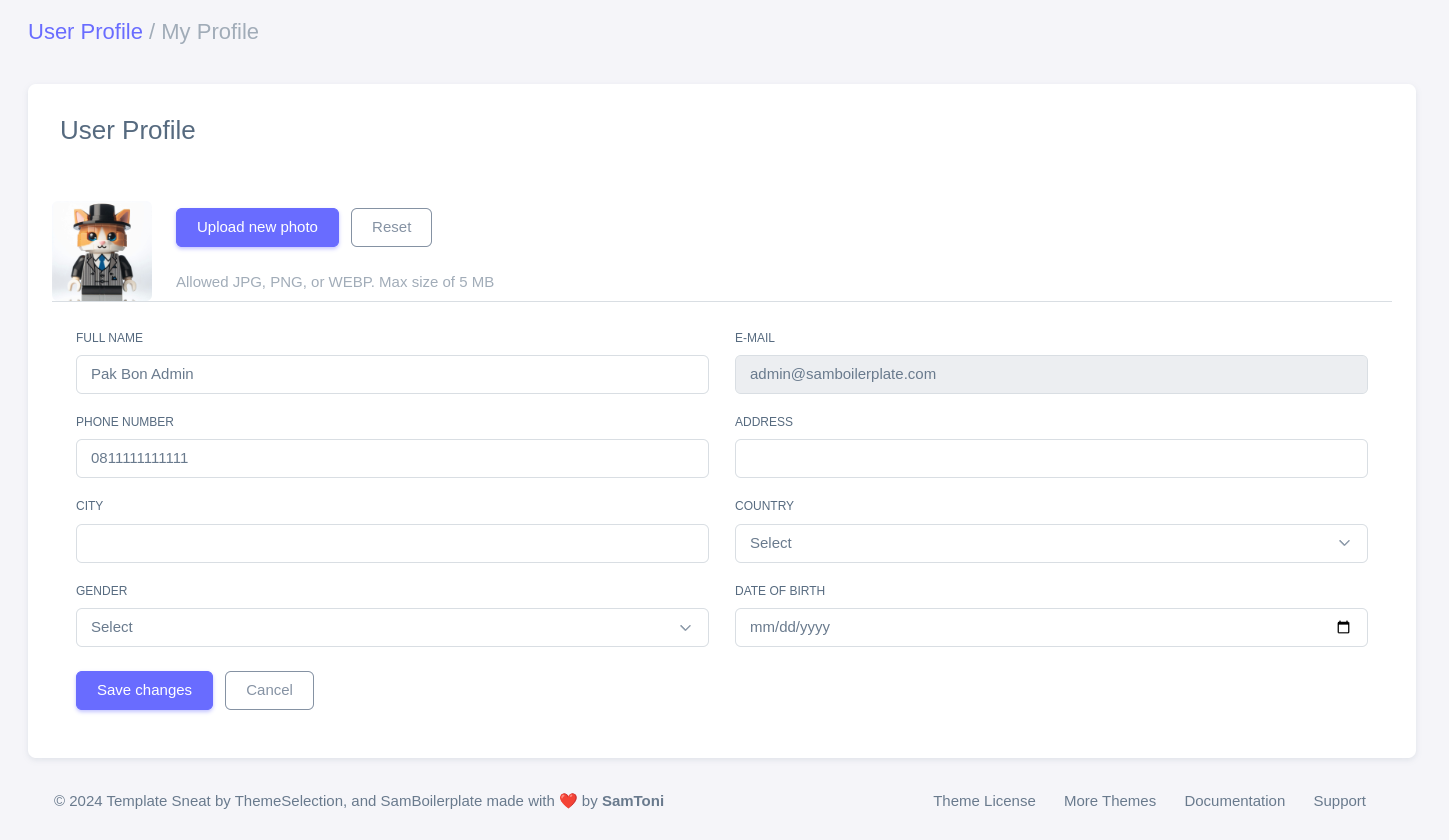 User Profile / My Profile
User Profile
Upload new photo
Reset
Allowed JPG, PNG, or WEBP. Max size of 5 MB
FULL NAME
Pak Bon Admin
E-MAIL
admin@samboilerplate.com
PHONE NUMBER
0811111111111
ADDRESS
CITY
COUNTRY
Select
GENDER
Select
DATE OF BIRTH
mm/dd/yyyy
Save changes
Cancel
© 2024 Template Sneat by ThemeSelection, and SamBoilerplate made with ❤️ by SamToni
Theme License
More Themes
Documentation
Support